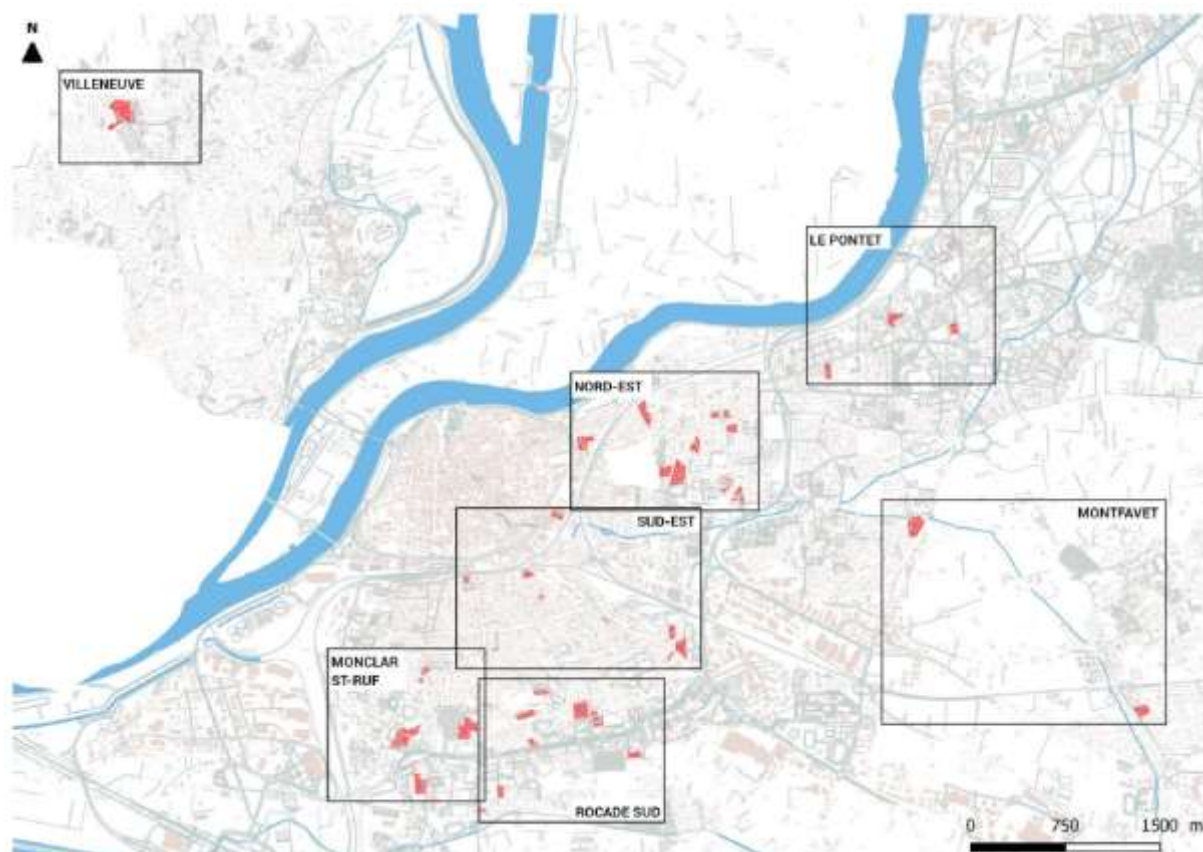 N
VILLENEUVE
LE PONTET
NORD-EST
SUD-EST
MONTFAVET
MONCLAR
ST-RUF
ROCADE SUD
0 750 1500 m